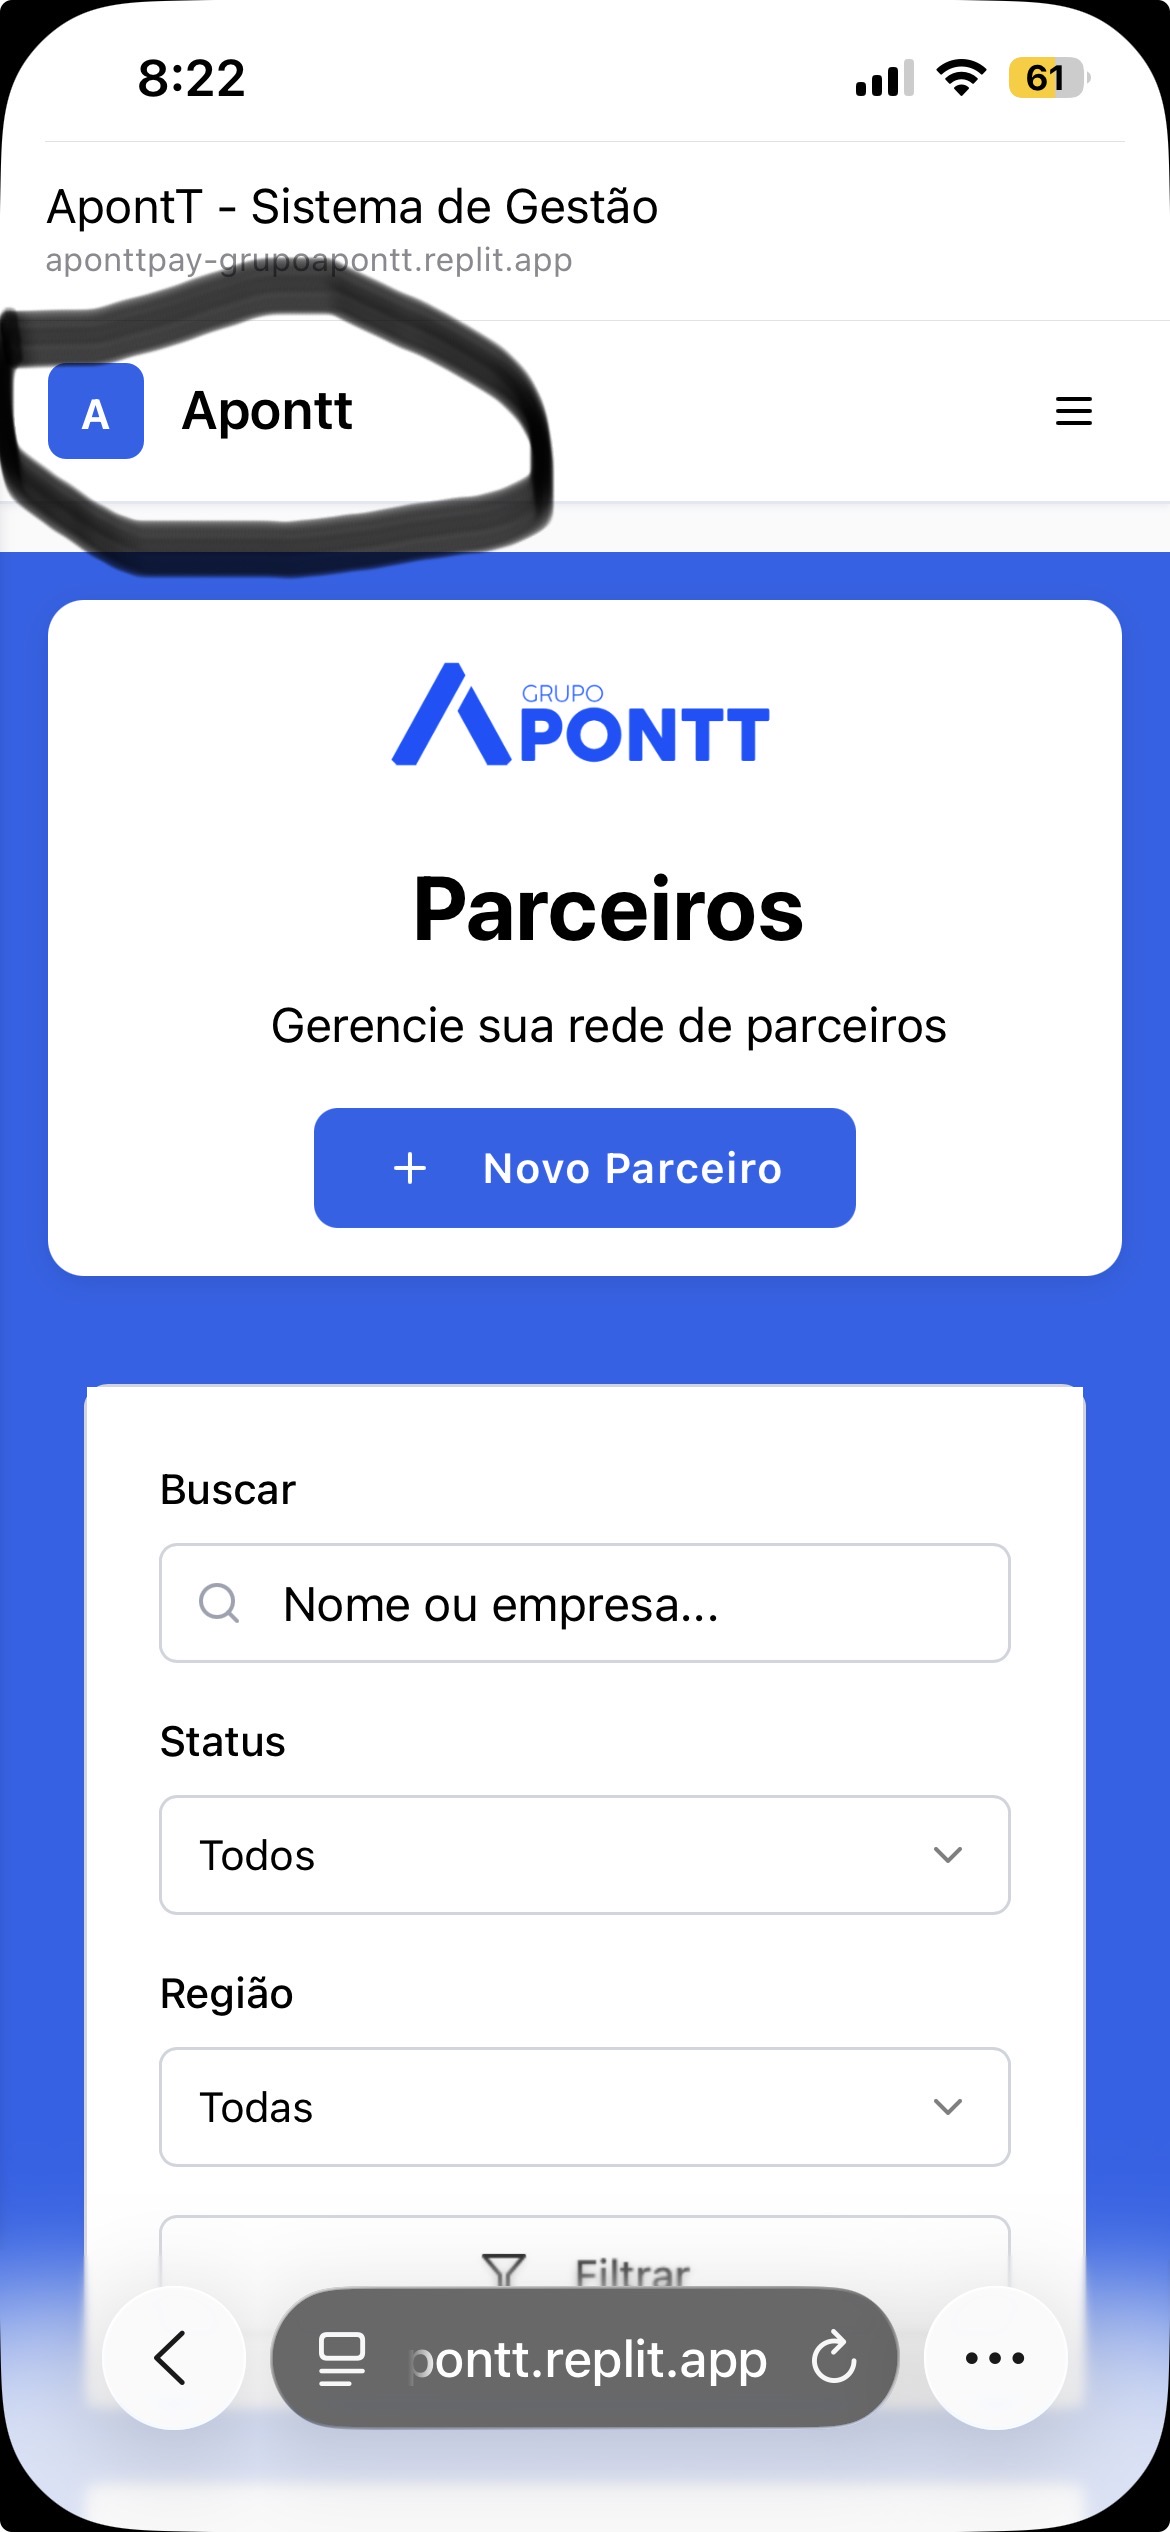 8:22
61
ApontT - Sistema de Gestão
aponttpay-grupoapontt.replit.app
A Apontt
GRUPO
APONTT
Parceiros
Gerencie sua rede de parceiros
+ Novo Parceiro
Buscar
Nome ou empresa...
Status
Todos
Região
Todas
Filtrar
pontt.replit.app